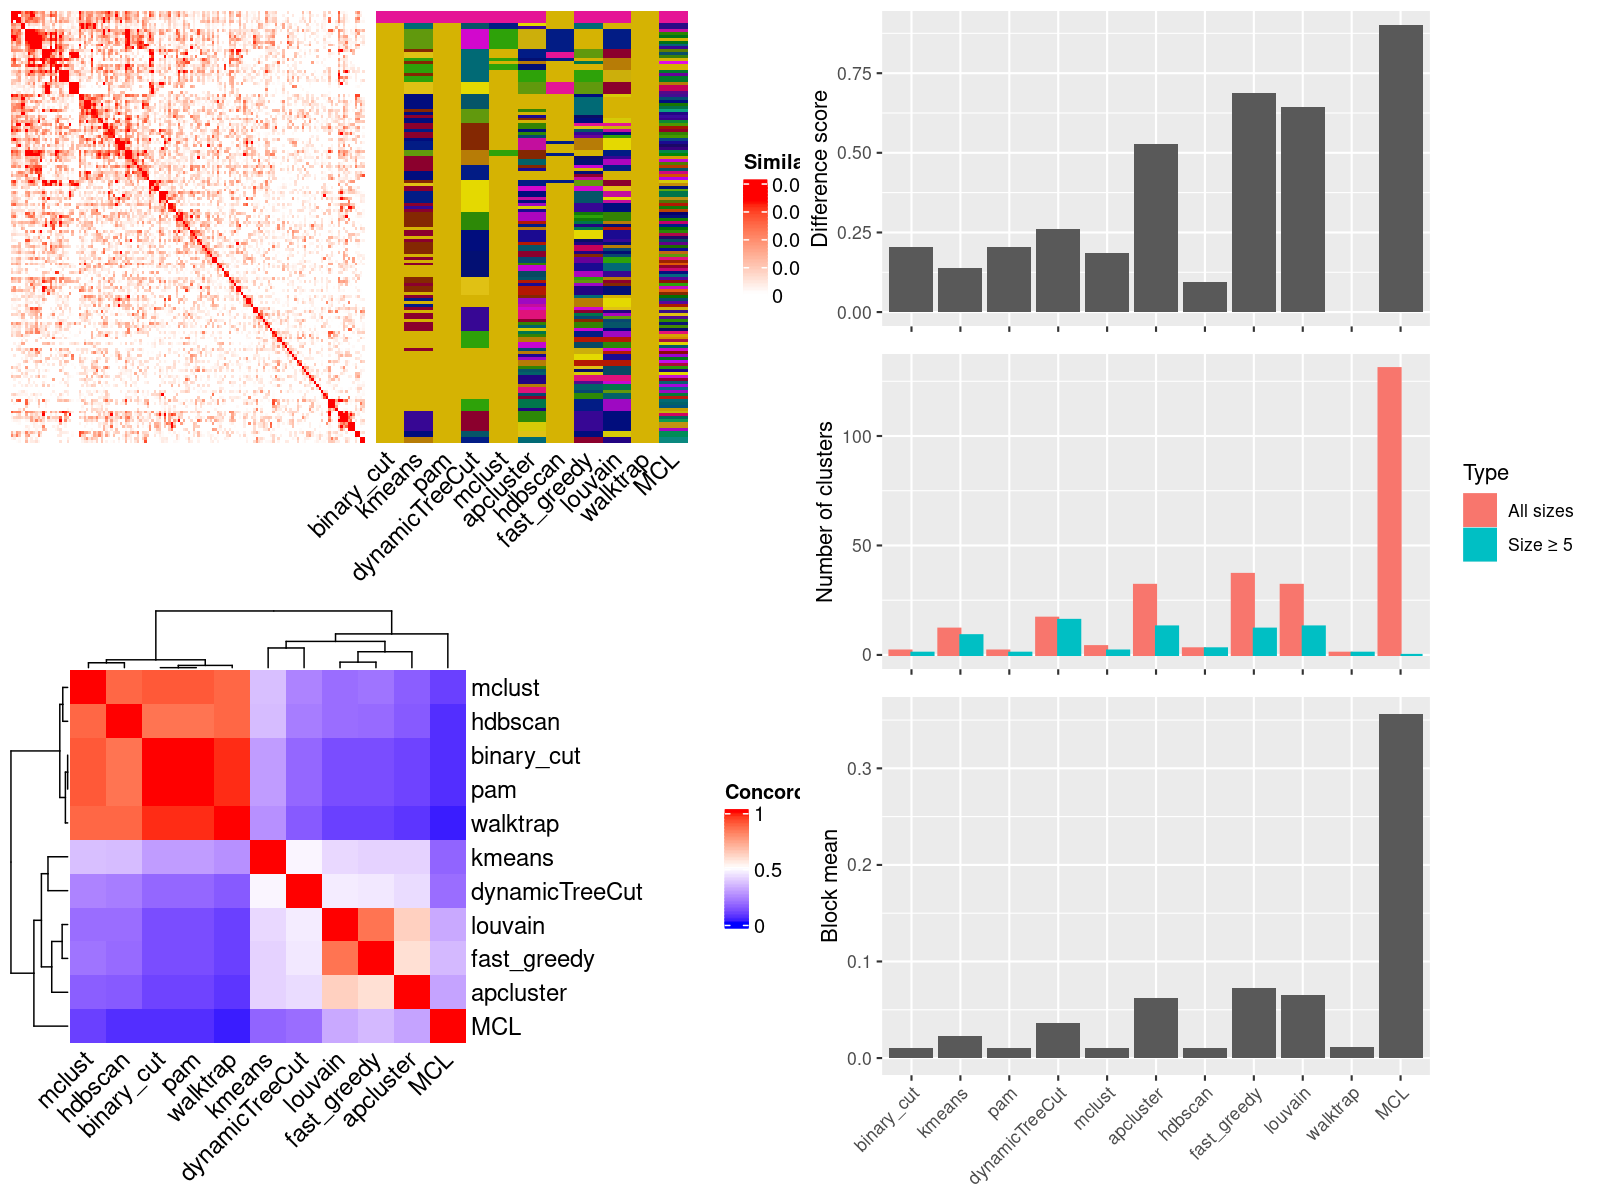 Simila
0.0
0.0
0.0
0.0
0
binary_cut
kmeans
pam
dynamicTreeCut
mclust
apcluster
hdbscan
fast_greedy
louvain
walktrap
MCL
mclust
hdbscan
binary_cut
pam
walktrap
kmeans
dynamicTreeCut
louvain
fast_greedy
apcluster
MCL
mclust
hdbscan
binary_cut
pam
walktrap
kmeans
dynamicTreeCut
louvain
fast_greedy
apcluster
MCL
Concord
1
0.5
0
Difference score
0.75
0.50
0.25
0.00
Number of clusters
100
50
0
Type
All sizes
Size ≥ 5
Block mean
0.3
0.2
0.1
0.0
binary_cut
kmeans
pam
dynamicTreeCut
mclust
apcluster
hdbscan
fast_greedy
louvain
walktrap
MCL